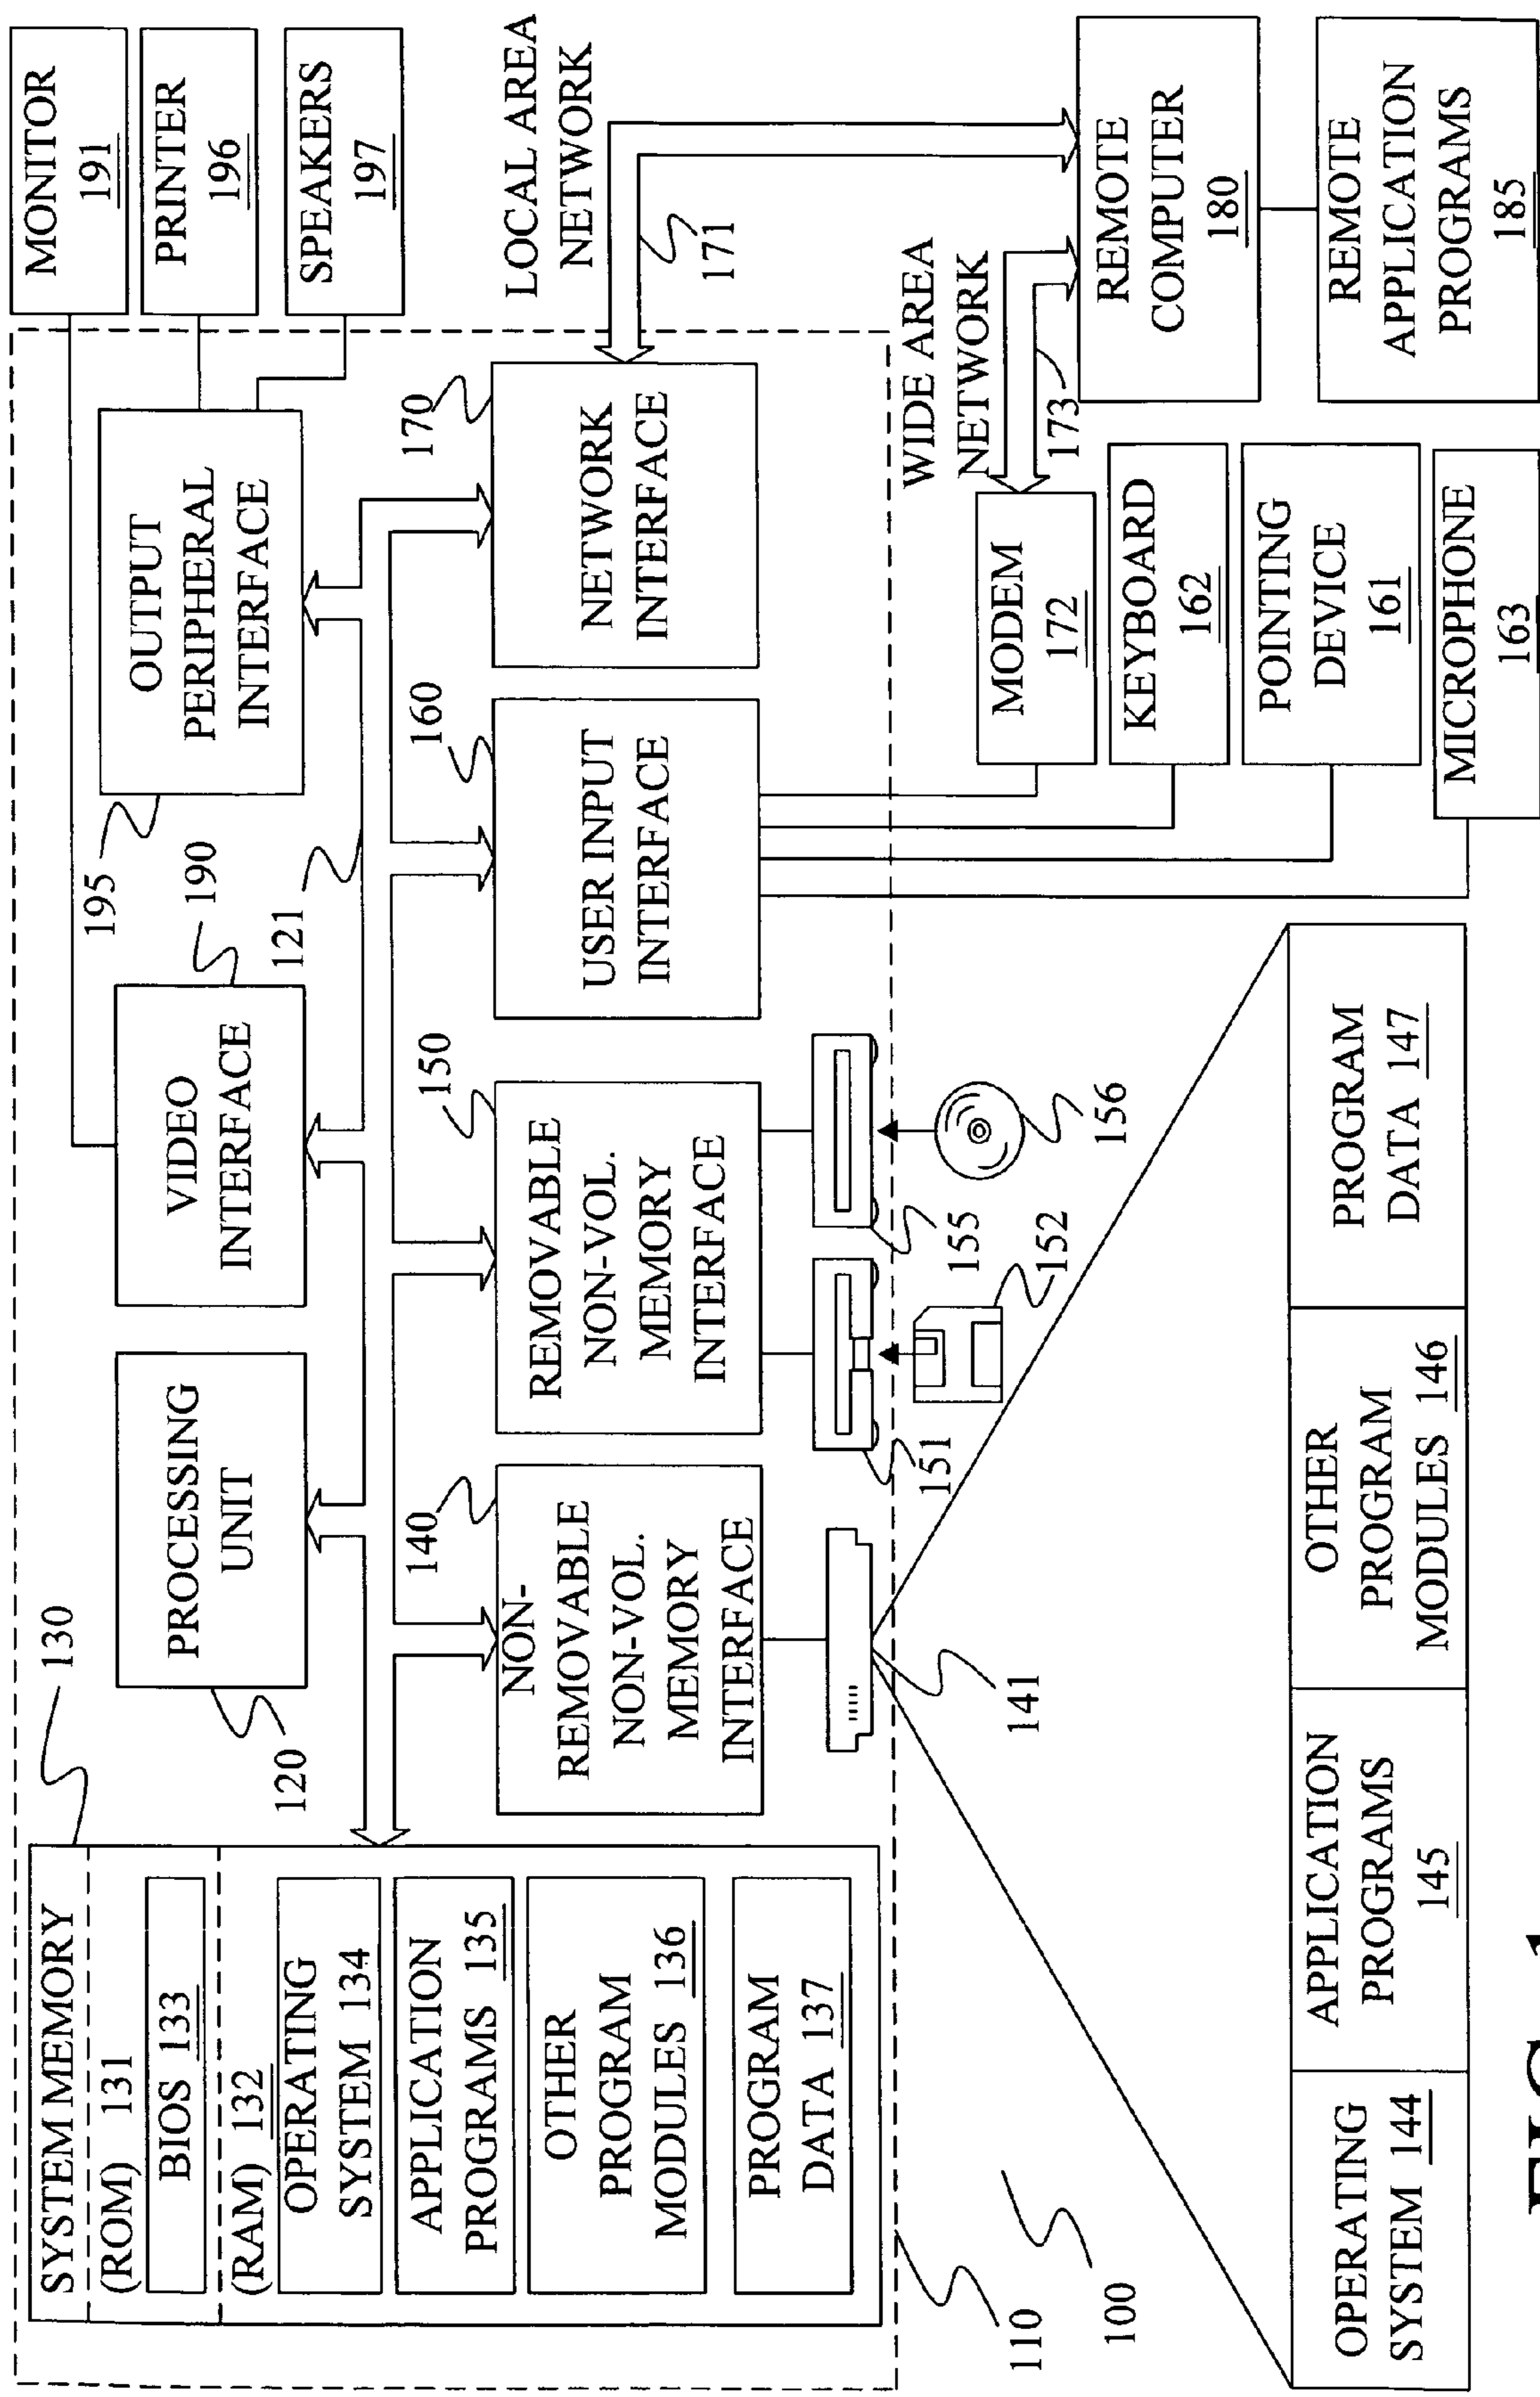 SYSTEM MEMORY
(ROM) 131
BIOS 133
(RAM) 132
OPERATING
SYSTEM 134
APPLICATION
PROGRAMS 135
OTHER
PROGRAM
MODULES 136
PROGRAM
DATA 137
130
PROCESSING
UNIT
120
VIDEO
INTERFACE
190
121
OUTPUT
PERIPHERAL
INTERFACE
195
MONITOR
191
PRINTER
196
SPEAKERS
197
NON-
REMOVABLE
NON-VOL.
MEMORY
INTERFACE
140
REMOVABLE
NON-VOL.
MEMORY
INTERFACE
150
USER INPUT
INTERFACE
160
NETWORK
INTERFACE
170
LOCAL AREA
NETWORK
171
WIDE AREA
NETWORK
173
141
151
152
155
156
MODEM
172
KEYBOARD
162
POINTING
DEVICE
161
MICROPHONE
163
REMOTE
COMPUTER
180
REMOTE
APPLICATION
PROGRAMS
185
110
100
OPERATING
SYSTEM 144
APPLICATION
PROGRAMS
145
OTHER
PROGRAM
MODULES 146
PROGRAM
DATA 147